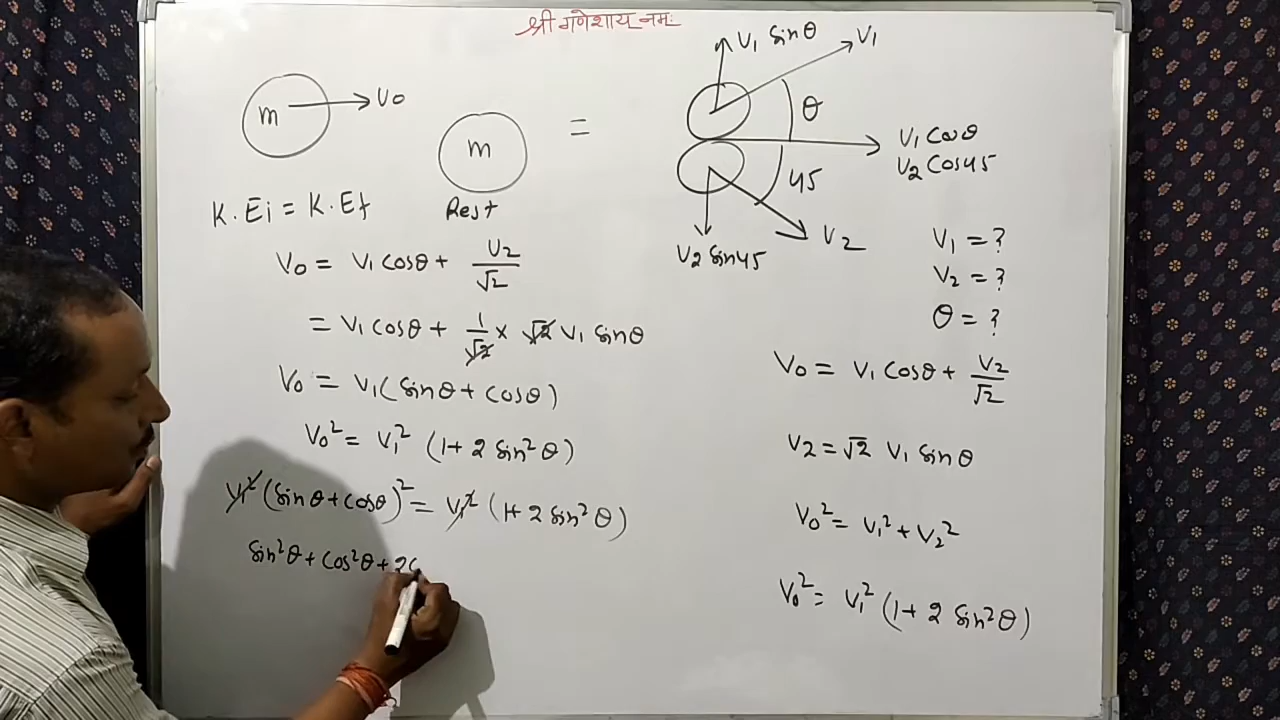 श्री गणेशाय नमः
m
V0
m
Rest
=
V1 Sinθ
V1
θ
V1 Cosθ
V2 Cos45
45
V2
V2 Sin45
K.Ei = K.Ef
V0 = V1 cosθ + V2/√2
= V1 cosθ + 1/√2 × √2 V1 sinθ
V0 = V1(Sinθ + Cosθ)
V0² = V1² (1+ 2 Sin²θ)
V1² (Sinθ + Cosθ)² = V1² (1+ 2 Sin²θ)
Sin²θ + Cos²θ + 2S
V1 = ?
V2 = ?
θ = ?
V0 = V1 Cosθ + V2/√2
V2 = √2 V1 Sinθ
V0² = V1² + V2²
V0² = V1² (1+ 2 Sin²θ)